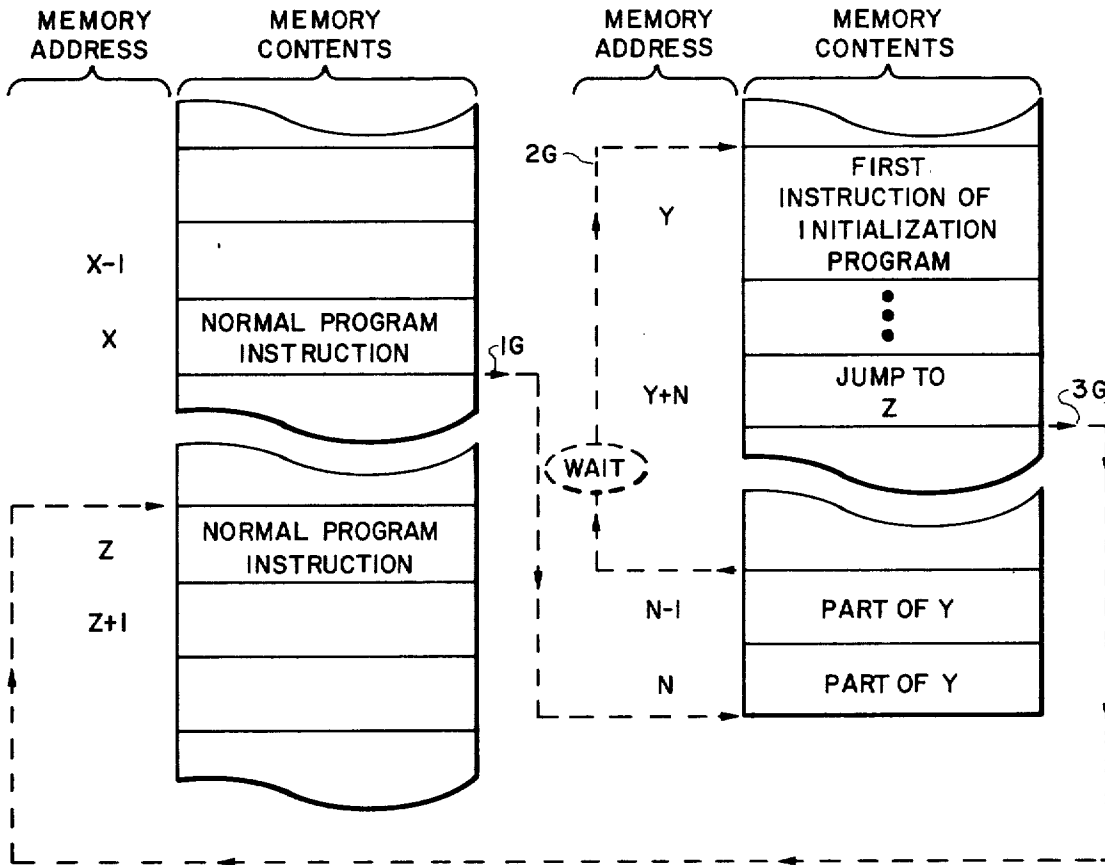 MEMORY ADDRESS
MEMORY CONTENTS
X-1
X
NORMAL PROGRAM
INSTRUCTION
1G
Z
NORMAL PROGRAM
INSTRUCTION
Z+1
MEMORY ADDRESS
MEMORY CONTENTS
2G
Y
FIRST
INSTRUCTION OF
INITIALIZATION
PROGRAM
Y+N
JUMP TO
Z
3G
WAIT
N-1
PART OF Y
N
PART OF Y